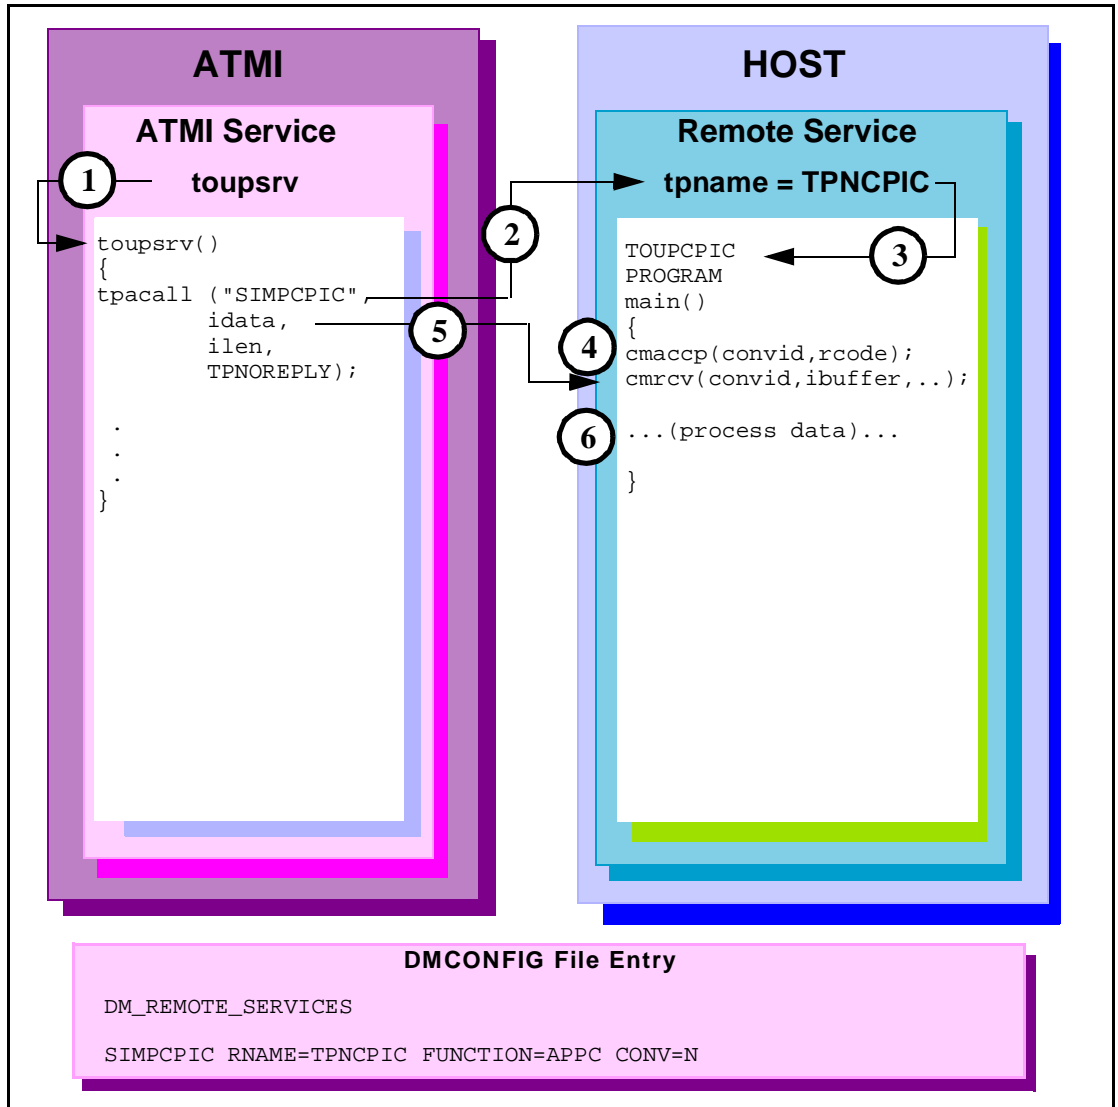 ATMI
ATMI Service
1
toupsrv
toupsrv()
{
tpacall ("SIMPCPIC",
idata,
ilen,
TPNOREPLY);
.
.
.
}
2
5
HOST
Remote Service
tpname = TPNCPIC
3
TOUPCPIC
PROGRAM
main()
{
4
cmaccp(convid,rcode);
cmrcv(convid,ibuffer,..);
6
...(process data)...
}
DMCONFIG File Entry
DM_REMOTE_SERVICES
SIMPCPIC RNAME=TPNCPIC FUNCTION=APPC CONV=N